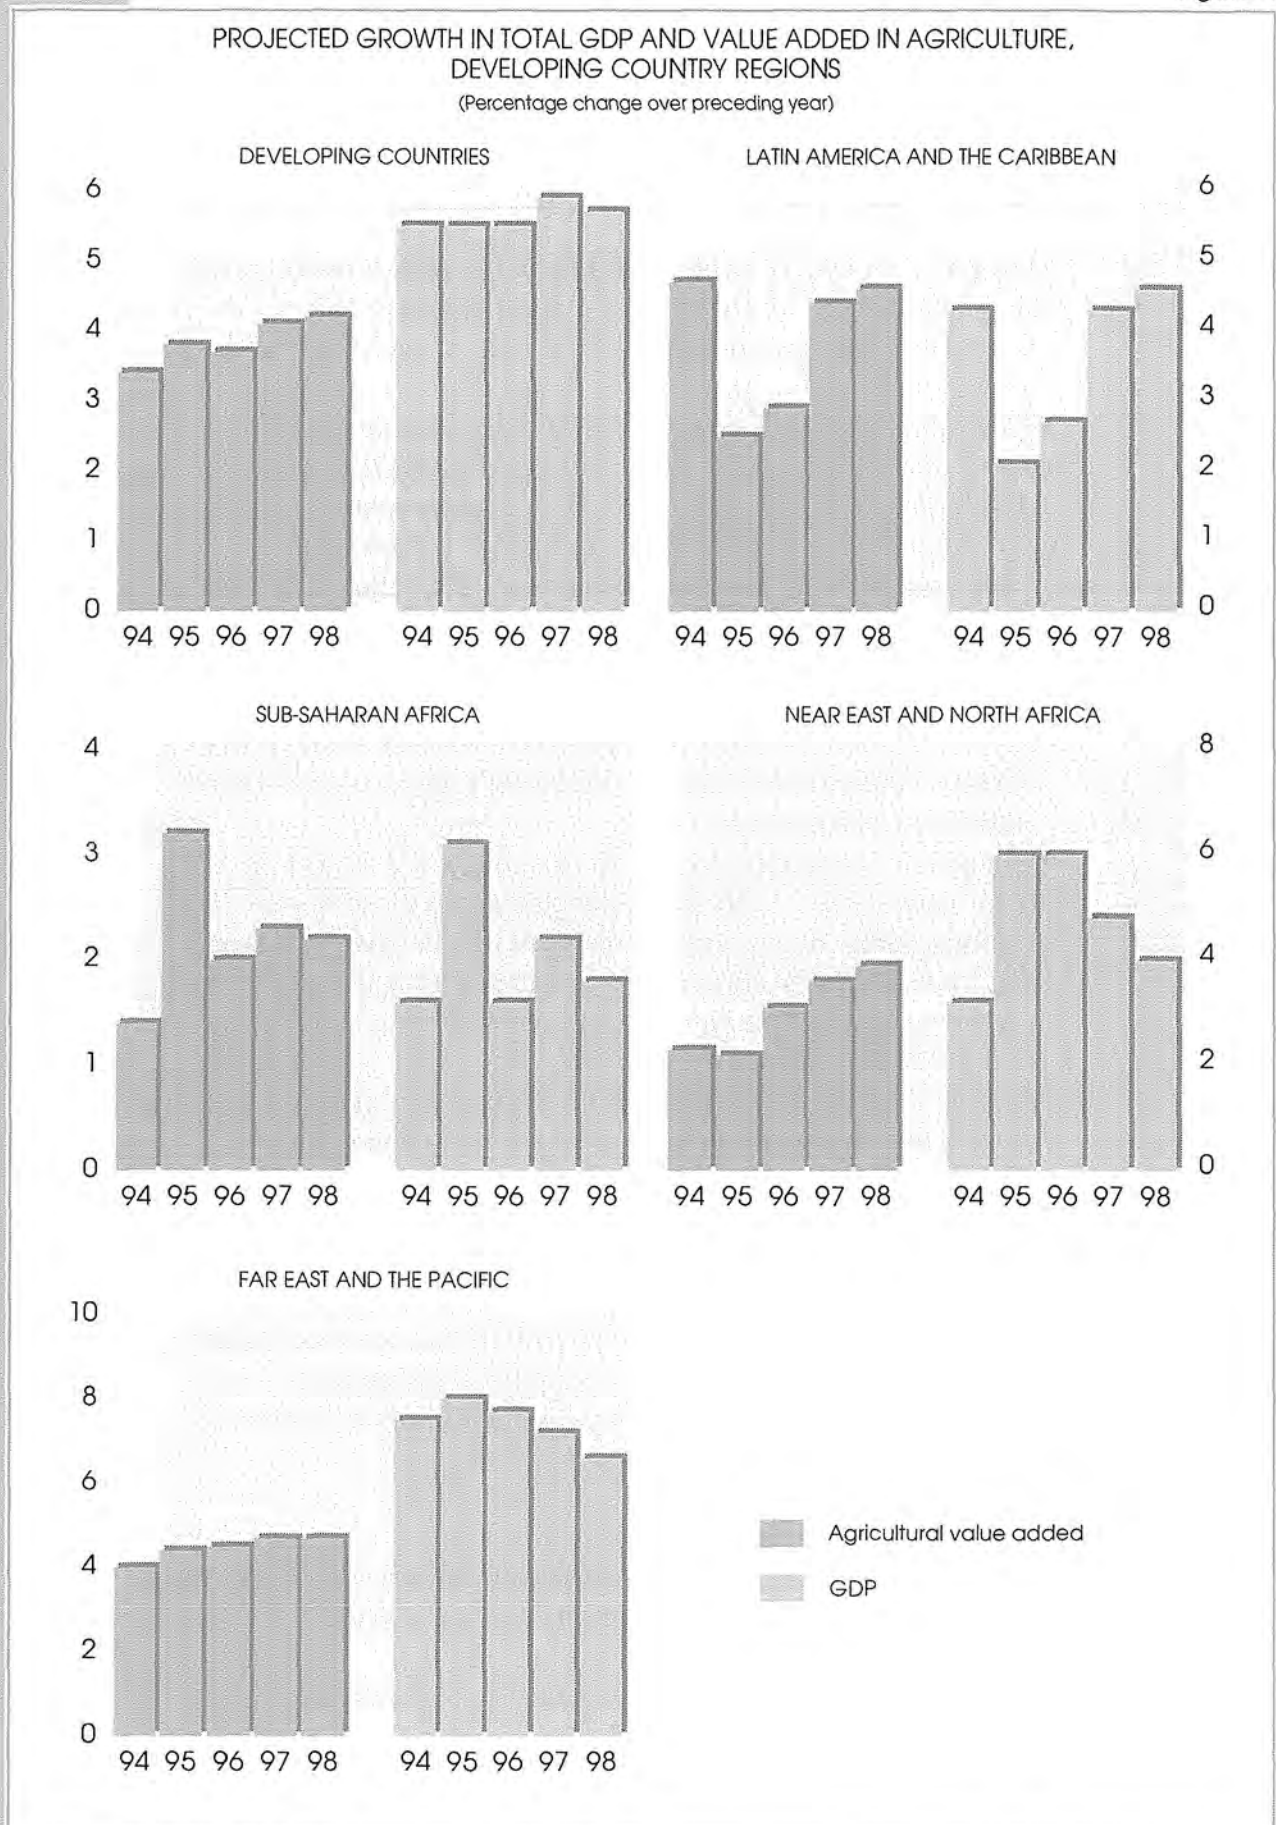 PROJECTED GROWTH IN TOTAL GDP AND VALUE ADDED IN AGRICULTURE,
DEVELOPING COUNTRY REGIONS
(Percentage change over preceding year)
DEVELOPING COUNTRIES
6
5
4
3
2
1
0
94 95 96 97 98
94 95 96 97 98
LATIN AMERICA AND THE CARIBBEAN
6
5
4
3
2
1
0
94 95 96 97 98
94 95 96 97 98
SUB-SAHARAN AFRICA
4
3
2
1
0
94 95 96 97 98
94 95 96 97 98
NEAR EAST AND NORTH AFRICA
8
6
4
2
0
94 95 96 97 98
94 95 96 97 98
FAR EAST AND THE PACIFIC
10
8
6
4
2
0
94 95 96 97 98
94 95 96 97 98
Agricultural value added
GDP